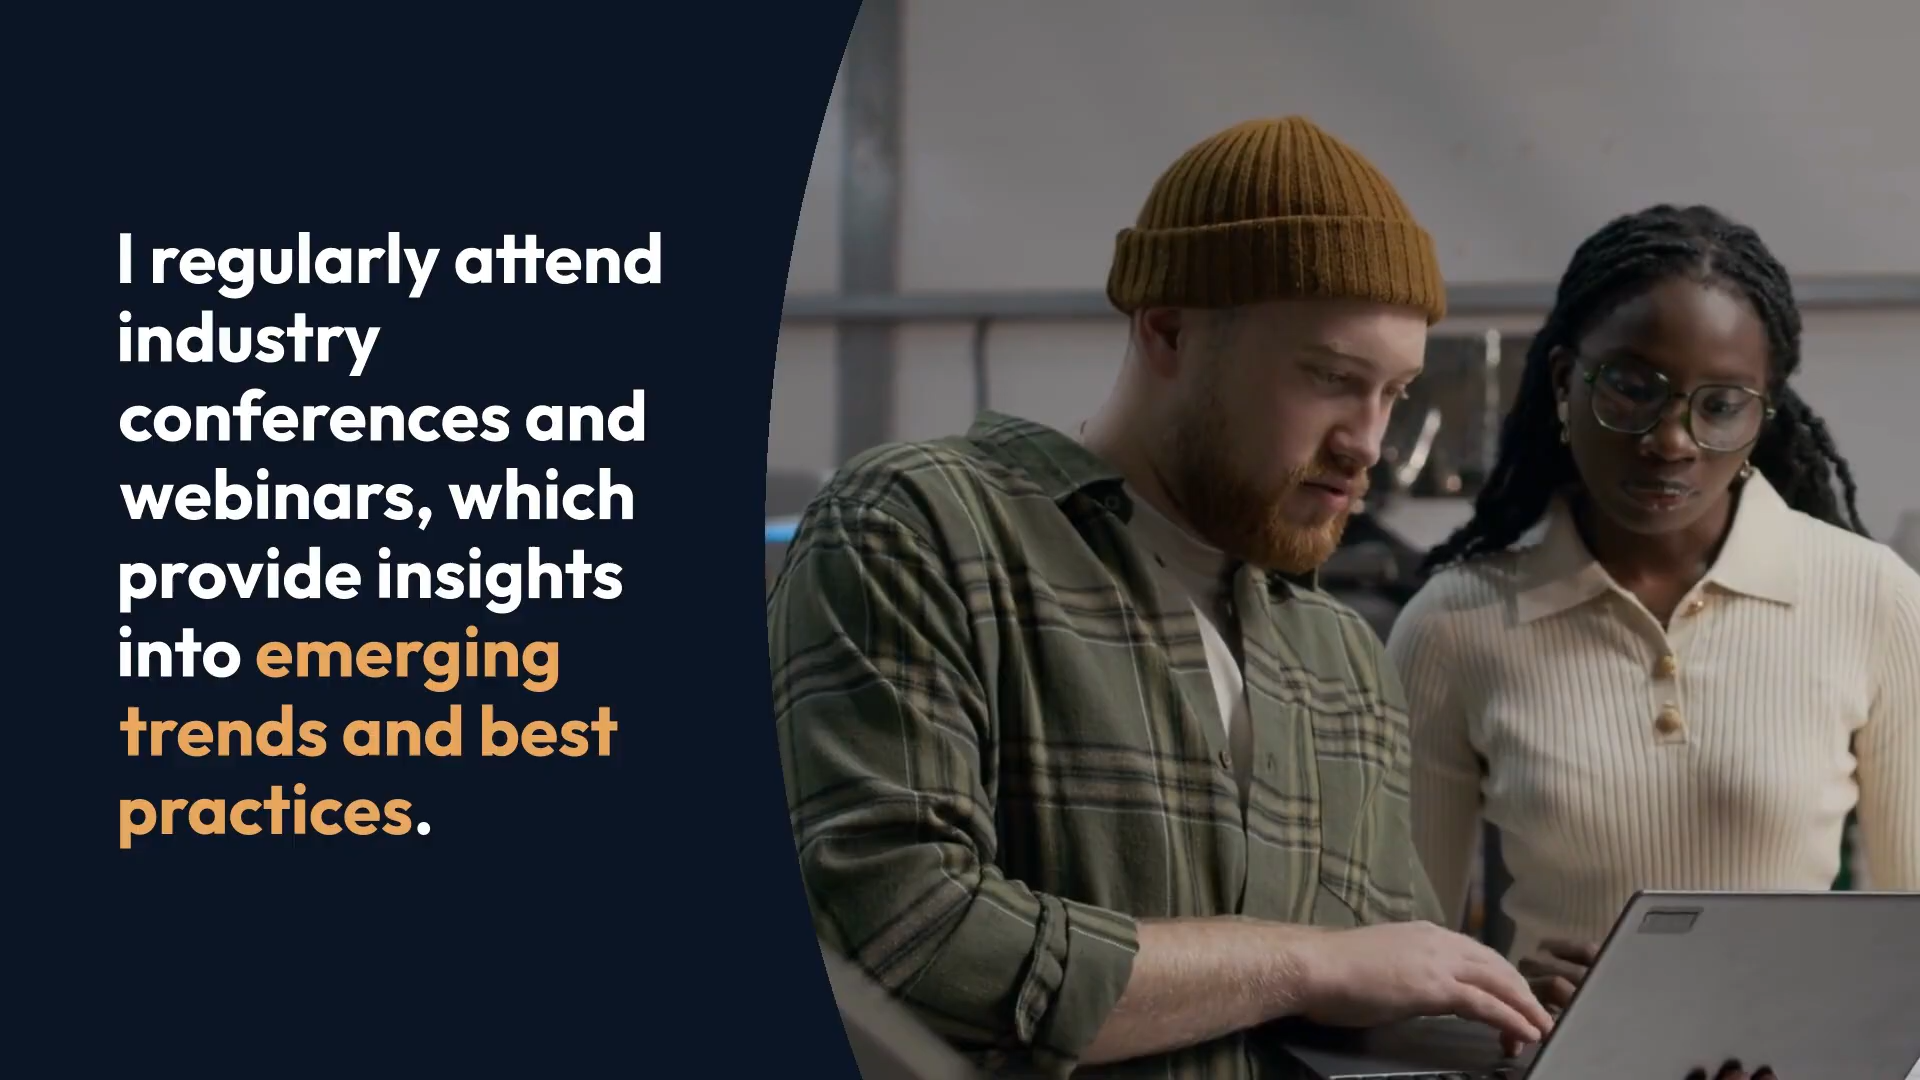 I regularly attend
industry
conferences and
webinars, which
provide insights
into emerging
trends and best
practices.